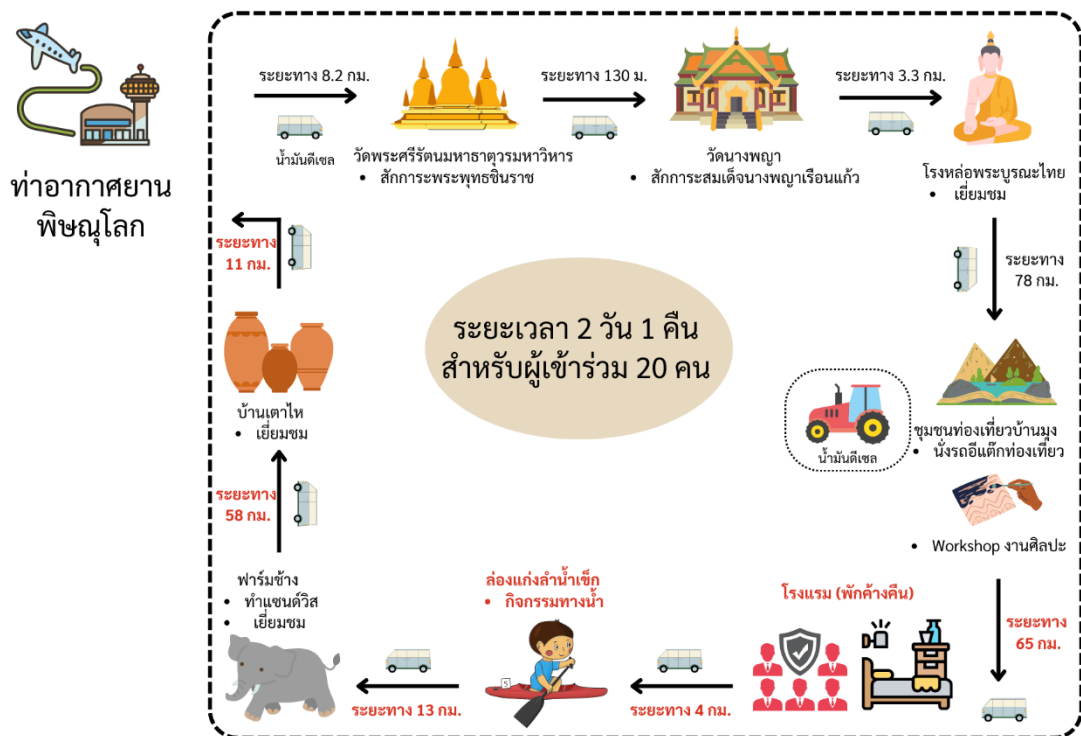 ท่าอากาศยาน
พิษณุโลก
ระยะทาง 8.2 กม.
น้ำมันดีเซล
วัดพระศรีรัตนมหาธาตุวรมหาวิหาร
• สักการะพระพุทธชินราช
ระยะทาง 130 ม.
วัดนางพญา
• สักการะสมเด็จนางพญาเรือนแก้ว
ระยะทาง 3.3 กม.
โรงหล่อพระบูรณะไทย
• เยี่ยมชม
ระยะทาง
78 กม.
ระยะเวลา 2 วัน 1 คืน
สำหรับผู้เข้าร่วม 20 คน
น้ำมันดีเซล
ชุมชนท่องเที่ยวบ้านมุง
• นั่งรถอีแต๊กท่องเที่ยว
• Workshop งานศิลปะ
ระยะทาง
65 กม.
โรงแรม (พักค้างคืน)
ระยะทาง 4 กม.
ล่องแก่งลำน้ำเข็ก
• กิจกรรมทางน้ำ
5
ระยะทาง 13 กม.
ฟาร์มช้าง
• ทำแซนด์วิส
• เยี่ยมชม
ระยะทาง
58 กม.
บ้านเตาไห
• เยี่ยมชม
ระยะทาง
11 กม.